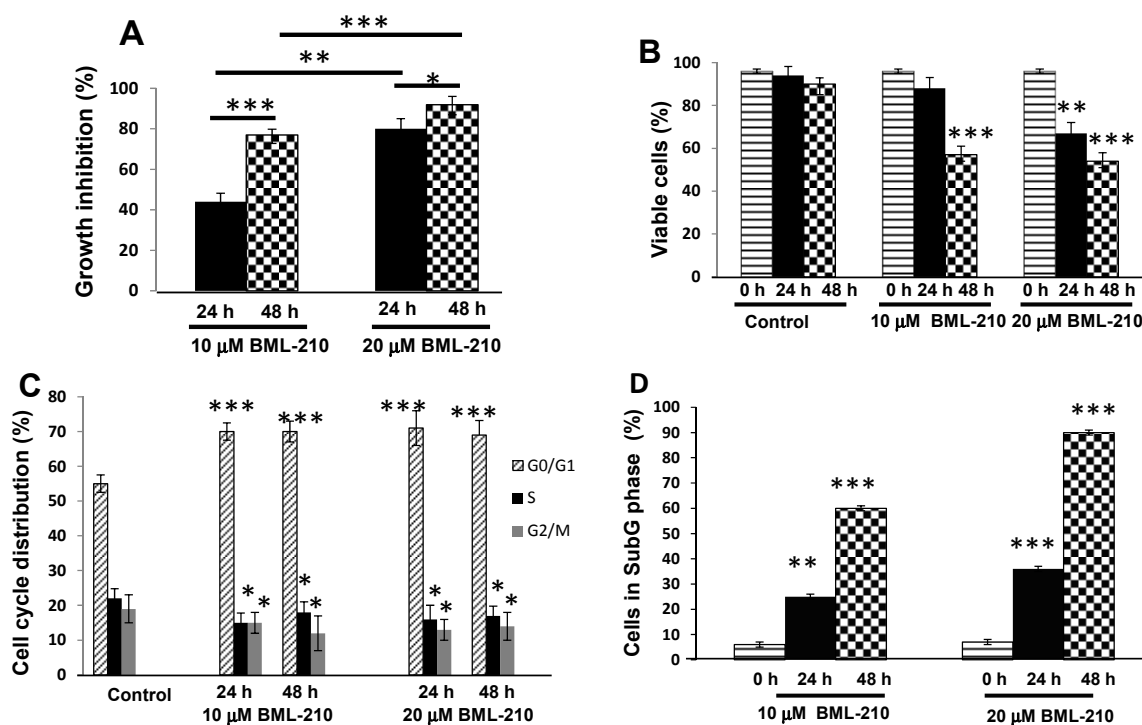 A
***
**
*
***
Growth inhibition (%)
100
80
60
40
20
0
24 h 48 h 24 h 48 h
10 μM BML-210 20 μM BML-210
B
Viable cells (%)
100
80
60
40
20
0
***
**
***
0 h 24 h 48 h 0 h 24 h 48 h 0 h 24 h 48 h
Control 10 μM BML-210 20 μM BML-210
C
Cell cycle distribution (%)
80
70
60
50
40
30
20
10
0
*** *** *** ***
* * * * * * * *
G0/G1
S
G2/M
Control 24 h 48 h 24 h 48 h
10 μM BML-210 20 μM BML-210
D
Cells in SubG phase (%)
100
90
80
70
60
50
40
30
20
10
0
**
***
***
***
0 h 24 h 48 h 0 h 24 h 48 h
10 μM BML-210 20 μM BML-210